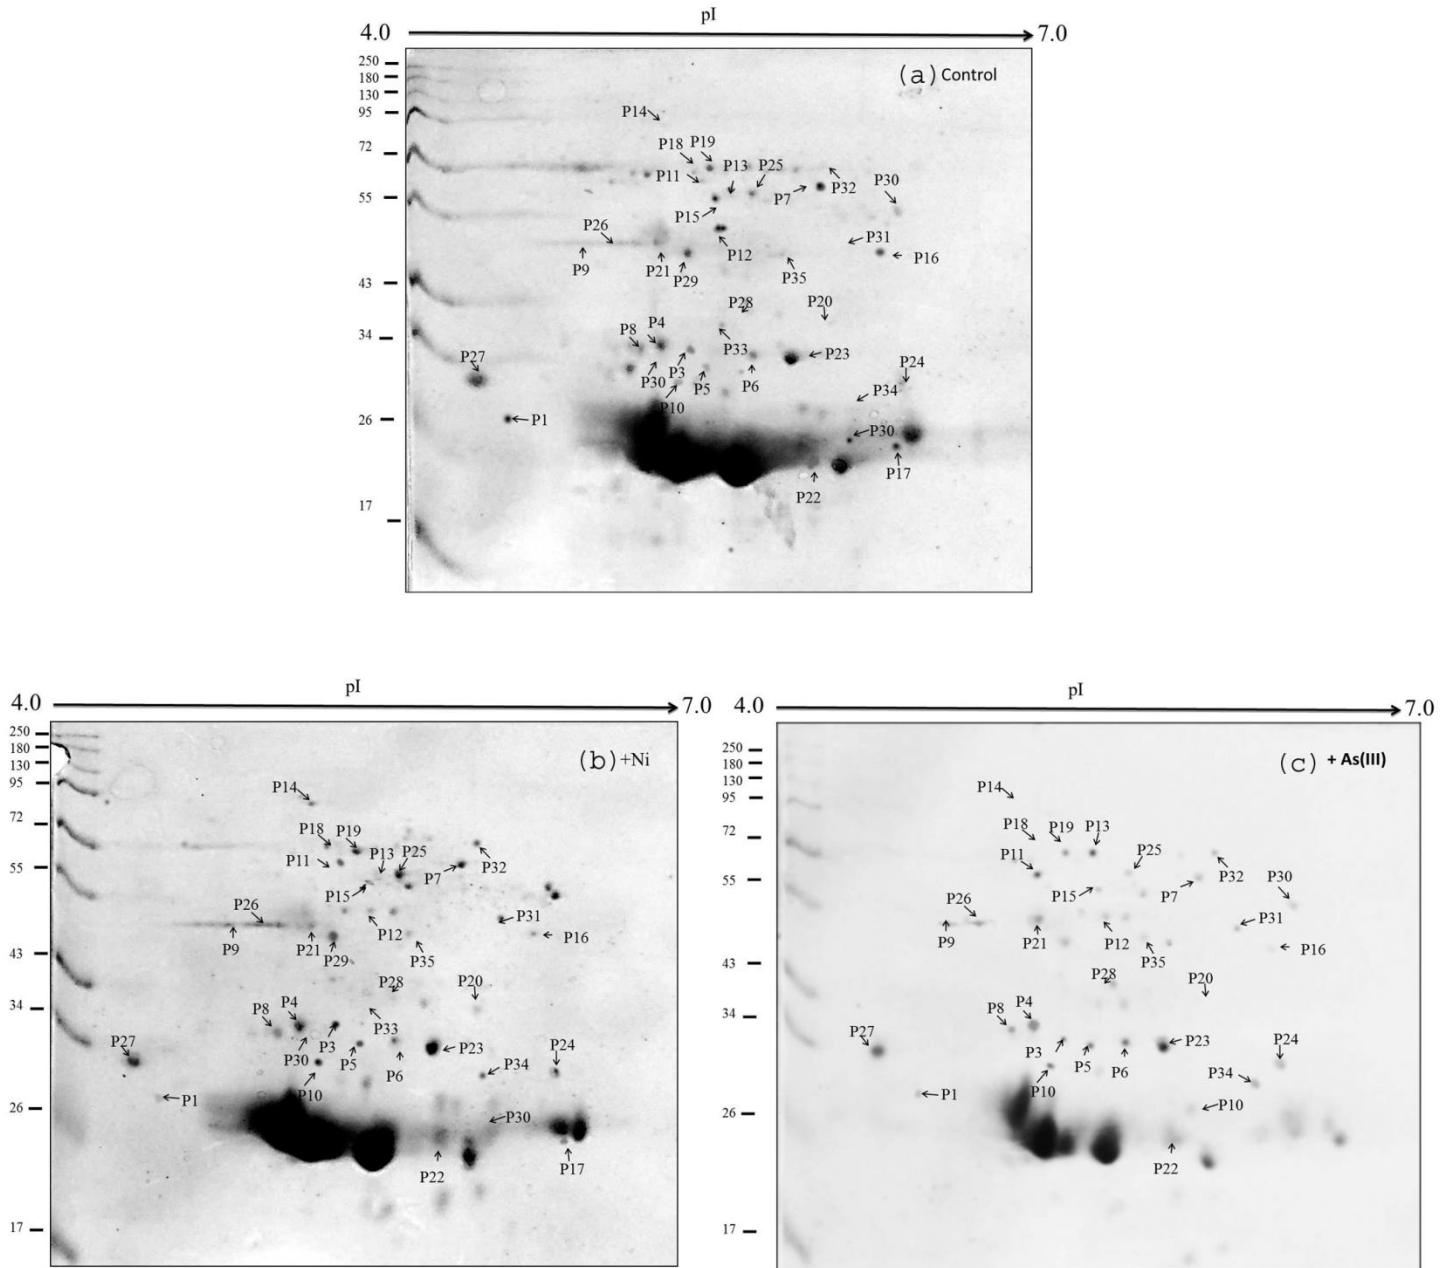 pI
4.0 7.0
(a) Control
250
180
130
95
72
55
43
34
26
17
P14
P18 P19
P11 P13 P25
P7 P32 P30
P15
P26 P31
P9 P21 P12 P16
P29 P35
P28 P20
P8 P4
P33 P23
P27 P30 P3 P5 P6 P24
P10 P34
P1 P30
P22 P17
pI
4.0 7.0
(b) +Ni
250
180
130
95
72
55
43
34
26
17
P14
P18 P19
P11 P13 P25 P32
P15 P7
P26 P31
P9 P21 P12 P16
P29 P35
P28 P20
P8 P4
P33
P27 P30 P3 P5 P23 P24
P10 P6 P34
P1 P30
P22 P17
pI
4.0 7.0
(c) + As(III)
250
180
130
95
72
55
43
34
26
17
P14
P18 P19 P13
P11 P25
P15 P7 P32 P30
P26 P31
P9 P21 P12 P16
P35
P28 P20
P8 P4
P27 P3 P5 P6 P23 P24
P10 P34
P1 P10
P22